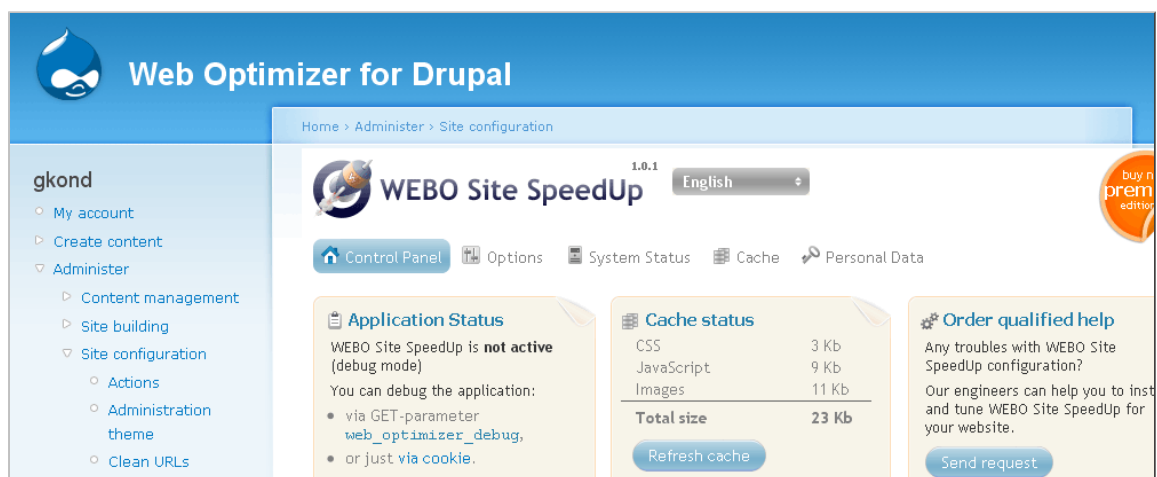 Web Optimizer for Drupal
Home › Administer › Site configuration
gkond
My account
Create content
Administer
Content management
Site building
Site configuration
Actions
Administration
theme
Clean URLs
WEBO Site SpeedUp
1.0.1
English
buy n
prem
edition
Control Panel
Options
System Status
Cache
Personal Data
Application Status
WEBO Site SpeedUp is not active
(debug mode)
You can debug the application:
via GET-parameter
web_optimizer_debug,
or just via cookie.
Cache status
CSS 3 Kb
JavaScript 9 Kb
Images 11 Kb
Total size 23 Kb
Refresh cache
Order qualified help
Any troubles with WEBO Site
SpeedUp configuration?
Our engineers can help you to inst
and tune WEBO Site SpeedUp for
your website.
Send request